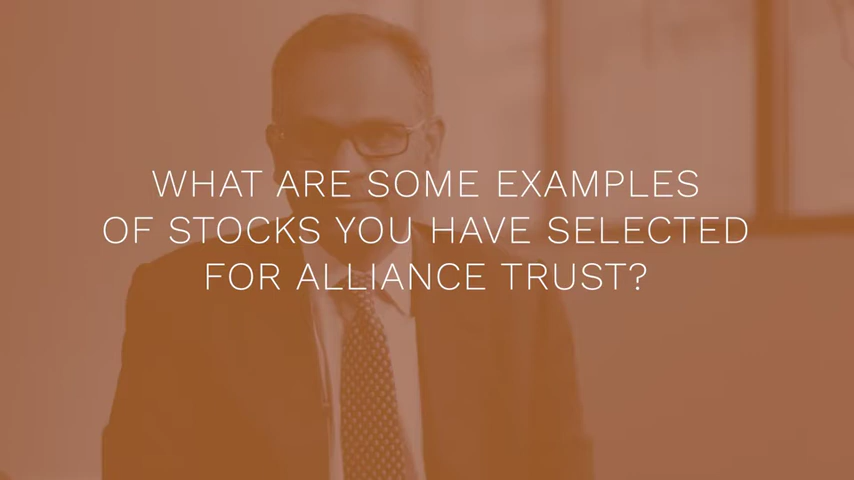 WHAT ARE SOME EXAMPLES
OF STOCKS YOU HAVE SELECTED
FOR ALLIANCE TRUST?